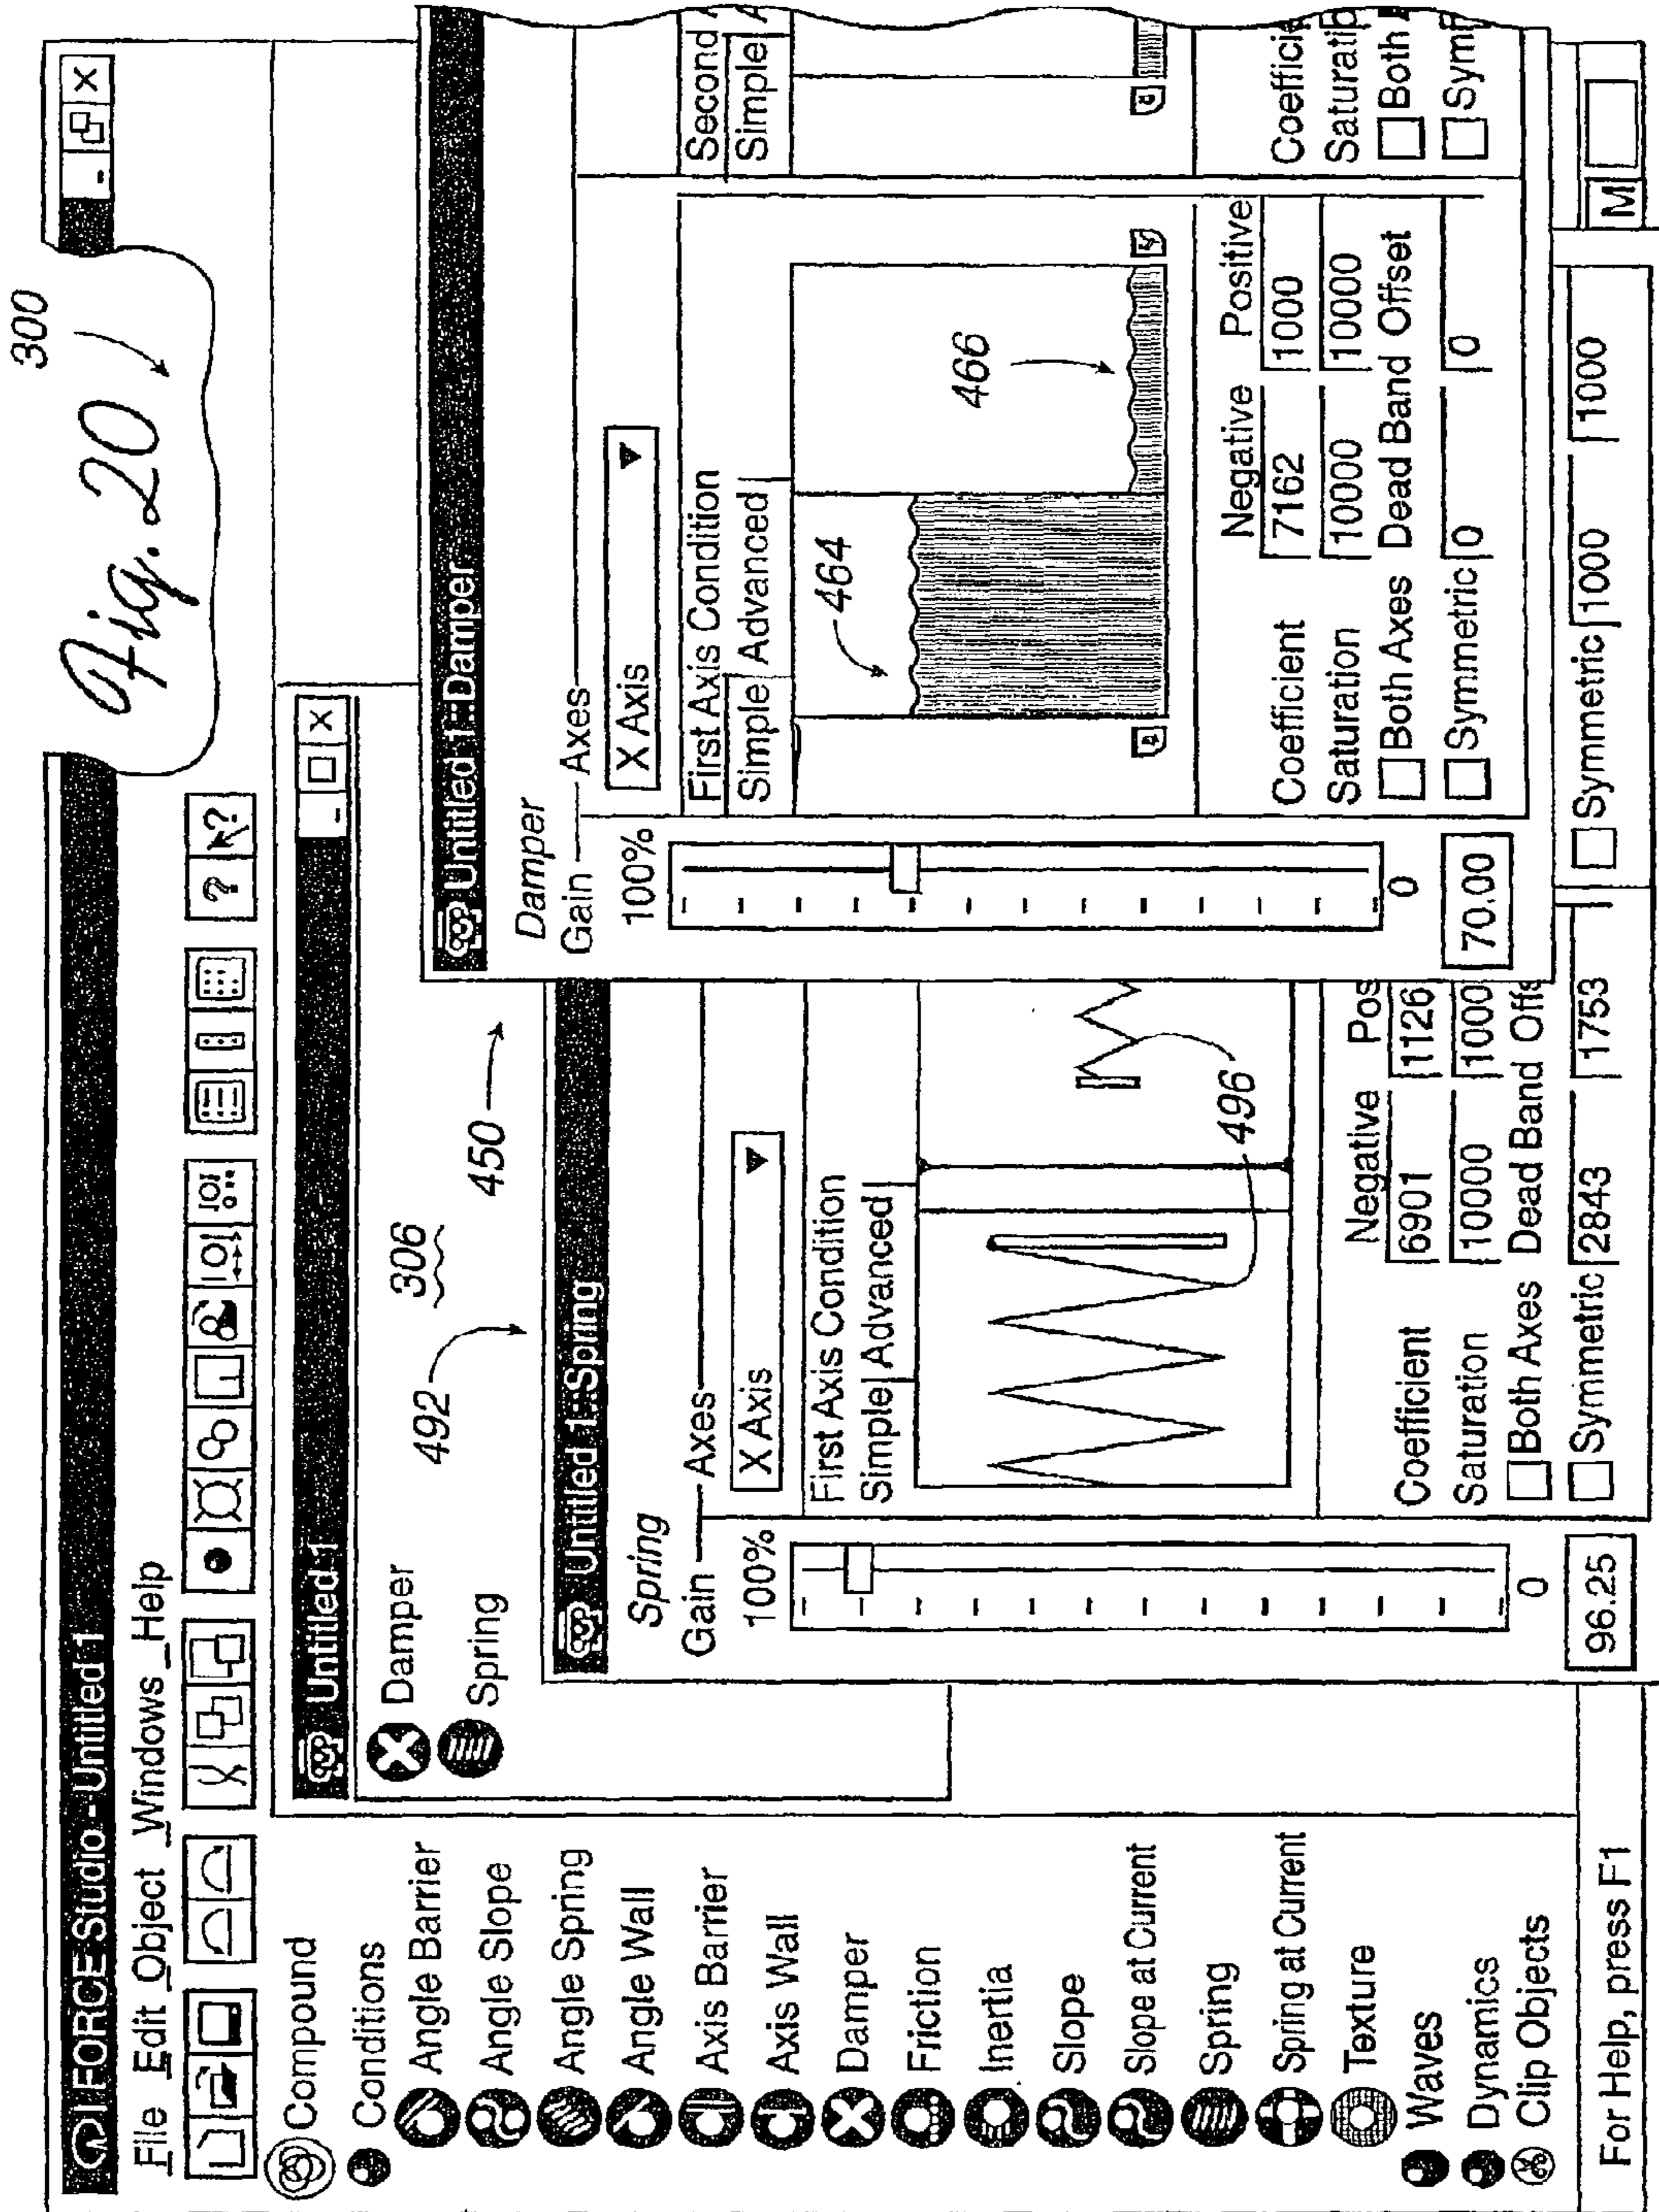 300
Fig. 20
I FORCE Studio - Untitled 1
File Edit Object Windows Help
? ?
Compound
Conditions
Angle Barrier
Angle Slope
Angle Spring
Angle Wall
Axis Barrier
Axis Wall
Damper
Friction
Inertia
Slope
Slope at Current
Spring
Spring at Current
Texture
Waves
Dynamics
Clip Objects
For Help, press F1
M
Untitled 1
Damper
Spring
306
492
450
Untitled 1: Spring
Spring
Gain
Axes
100%
X Axis
First Axis Condition
Simple Advanced
496
Negative Pos
Coefficient 6901 1126
Saturation 10000 1000
Both Axes Dead Band Offs
Symmetric 2843 1753
0
96.25
Symmetric 1000 1000
Untitled 1: Damper
Damper
Gain
Axes
100%
X Axis
First Axis Condition
Simple Advanced
464
466
Negative Positive
Coefficient 7162 1000
Saturation 10000 10000
Both Axes Dead Band Offset
Symmetric 0 0
0
70.00
Second
Simple A
Coefficie
Saturatio
Both
Sym